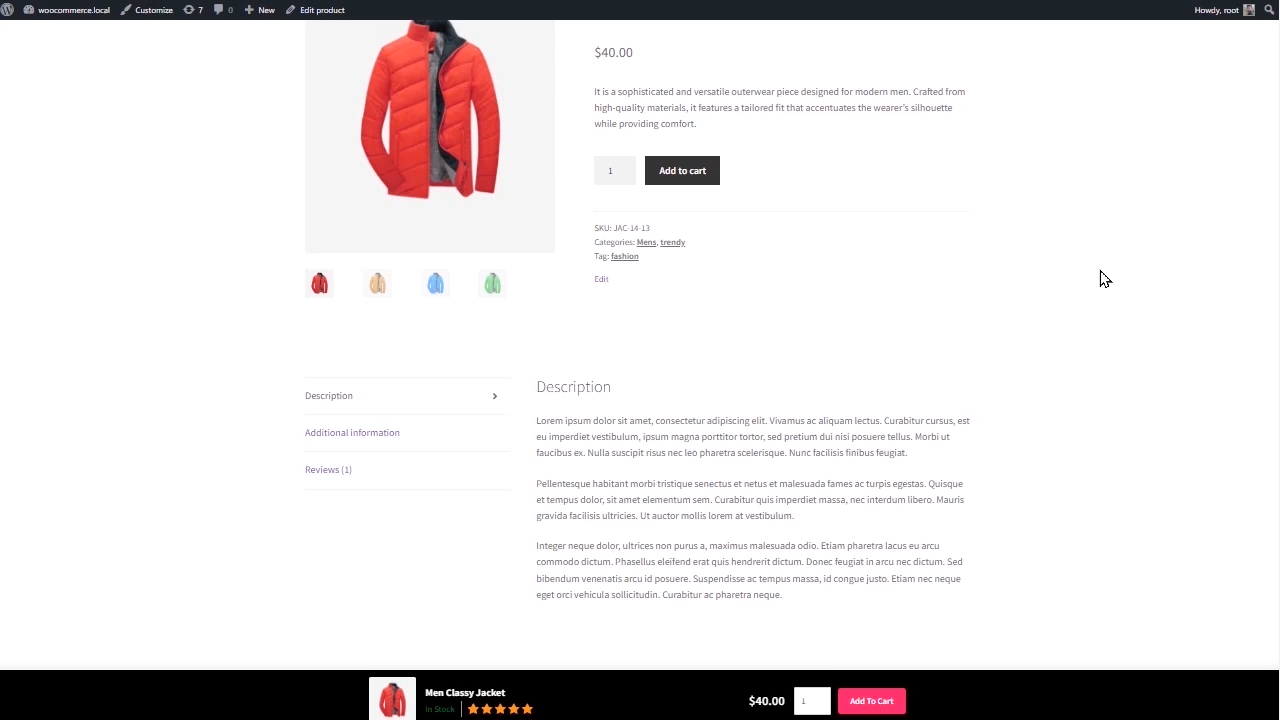 woocommerce.local Customize 7 0 New Edit product Howdy, root
$40.00
It is a sophisticated and versatile outerwear piece designed for modern men. Crafted from
high-quality materials, it features a tailored fit that accentuates the wearer's silhouette
while providing comfort.
1 Add to cart
SKU: JAC-14-13
Categories: Mens, trendy
Tag: fashion
Edit
Description
Additional information
Reviews (1)
Description
Lorem ipsum dolor sit amet, consectetur adipiscing elit. Vivamus ac aliquam lectus. Curabitur cursus, est
eu imperdiet vestibulum, ipsum magna porttitor tortor, sed pretium dui nisi posuere tellus. Morbi ut
faucibus ex. Nulla suscipit risus nec leo pharetra scelerisque. Nunc facilisis finibus feugiat.
Pellentesque habitant morbi tristique senectus et netus et malesuada fames ac turpis egestas. Quisque
et tempus dolor, sit amet elementum sem. Curabitur quis imperdiet massa, nec interdum libero. Mauris
gravida facilisis ultricies. Ut auctor mollis lorem at vestibulum.
Integer neque dolor, ultrices non purus a, maximus malesuada odio. Etiam pharetra lacus eu arcu
commodo dictum. Phasellus eleifend erat quis hendrerit dictum. Donec feugiat in arcu nec dictum. Sed
bibendum venenatis arcu id posuere. Suspendisse ac tempus massa, id congue justo. Etiam nec neque
eget orci vehicula sollicitudin. Curabitur ac pharetra neque.
Men Classy Jacket
In Stock
$40.00 1 Add To Cart